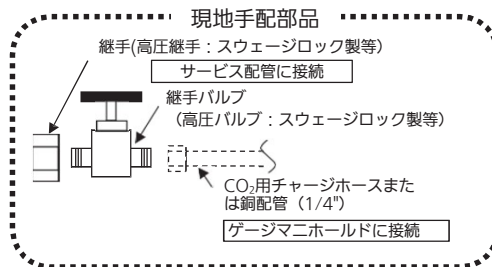 現地手配部品
継手(高圧継手：スウェージロック製等）
サービス配管に接続
継手バルブ
（高圧バルブ：スウェージロック製等）
CO₂用チャージホースまた
は銅配管（1/4"）
ゲージマニホールドに接続